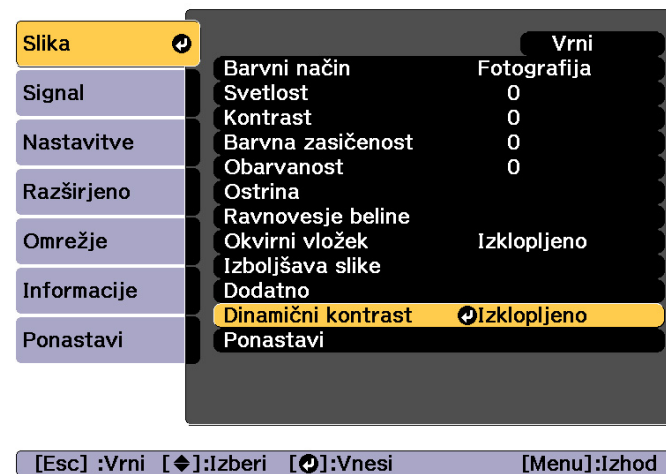 Slika
Signal
Nastavitve
Razširjeno
Omrežje
Informacije
Ponastavi
Vrni
Barvni način Fotografija
Svetlost 0
Kontrast 0
Barvna zasičenost 0
Obarvanost 0
Ostrina
Ravnovesje beline
Okvirni vložek Izklopljeno
Izboljšava slike
Dodatno
Dinamični kontrast Izklopljeno
Ponastavi
[Esc] :Vrni [◆]:Izberi [↵]:Vnesi [Menu]:Izhod